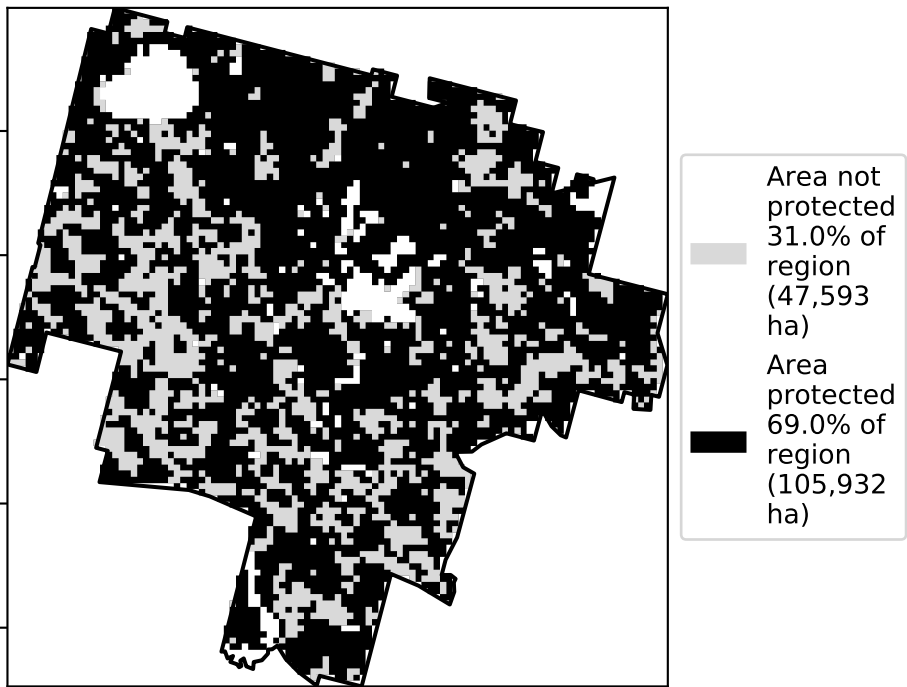 Area not
protected
31.0% of
region
(47,593
ha)
Area
protected
69.0% of
region
(105,932
ha)